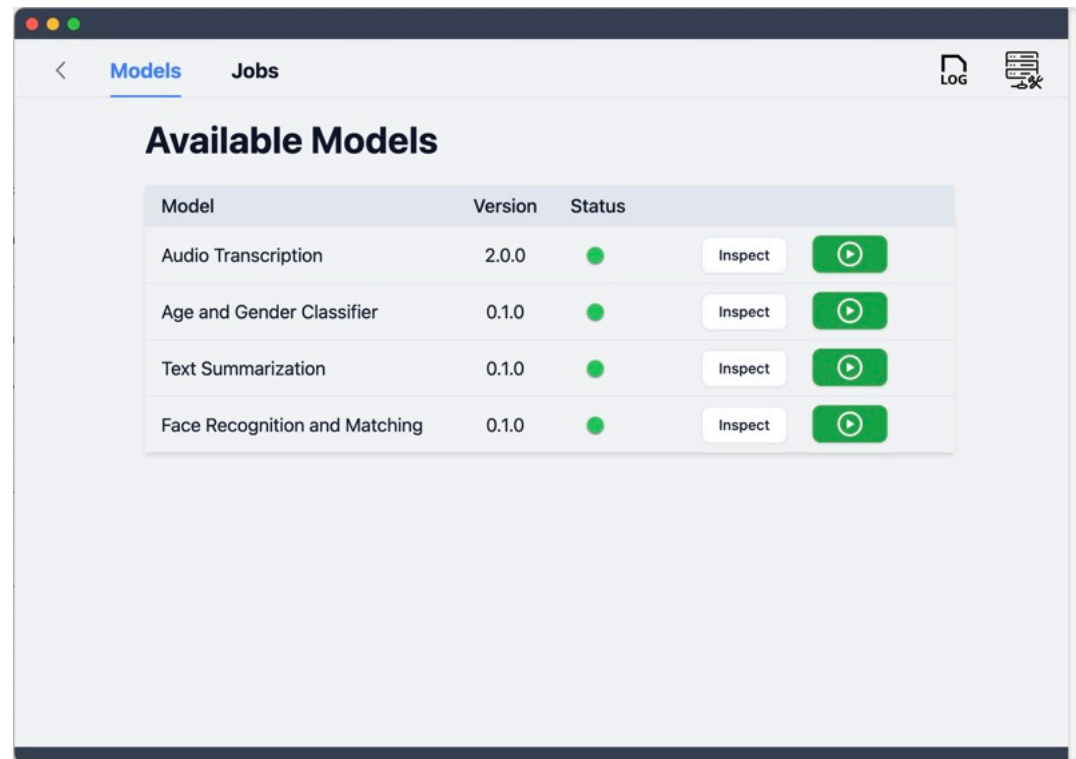 Models Jobs LOG
Available Models
Model Version Status
Audio Transcription 2.0.0 Inspect
Age and Gender Classifier 0.1.0 Inspect
Text Summarization 0.1.0 Inspect
Face Recognition and Matching 0.1.0 Inspect